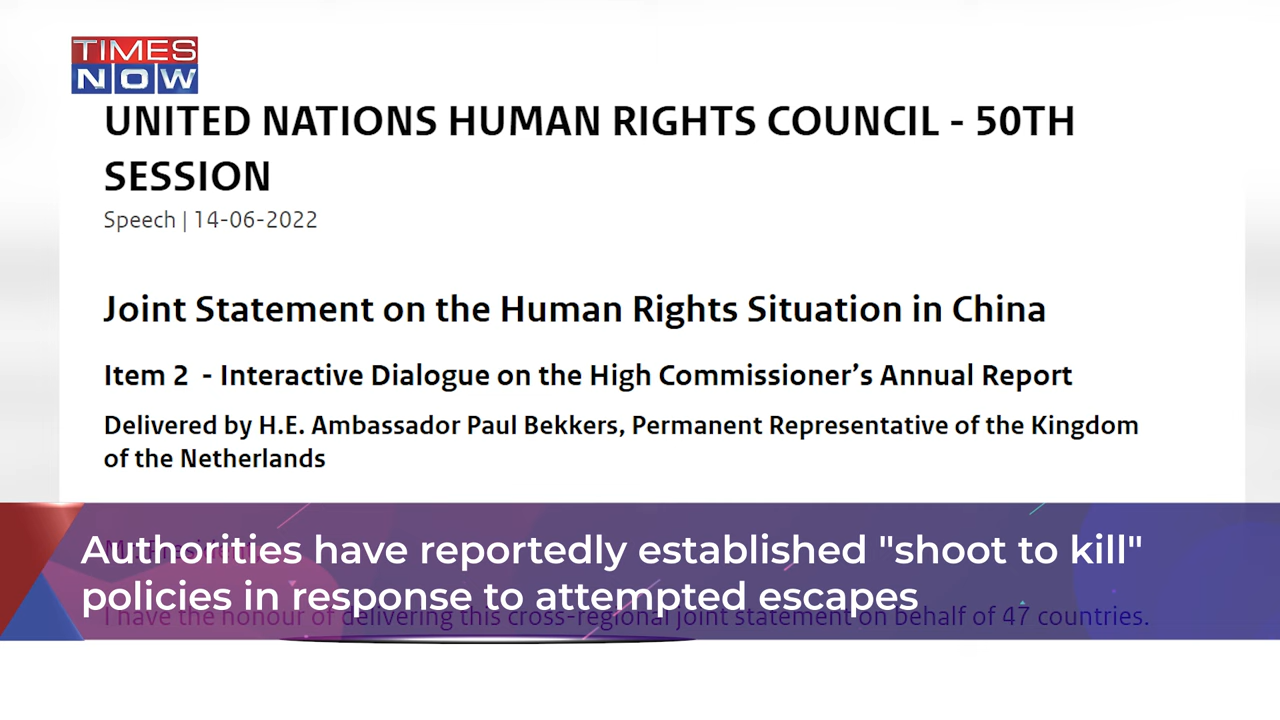 TIMES
NOW
UNITED NATIONS HUMAN RIGHTS COUNCIL - 50TH
SESSION
Speech | 14-06-2022
Joint Statement on the Human Rights Situation in China
Item 2 - Interactive Dialogue on the High Commissioner’s Annual Report
Delivered by H.E. Ambassador Paul Bekkers, Permanent Representative of the Kingdom
of the Netherlands
Authorities have reportedly established "shoot to kill"
policies in response to attempted escapes
I have the honour of delivering this cross-regional joint statement on behalf of 47 countries.